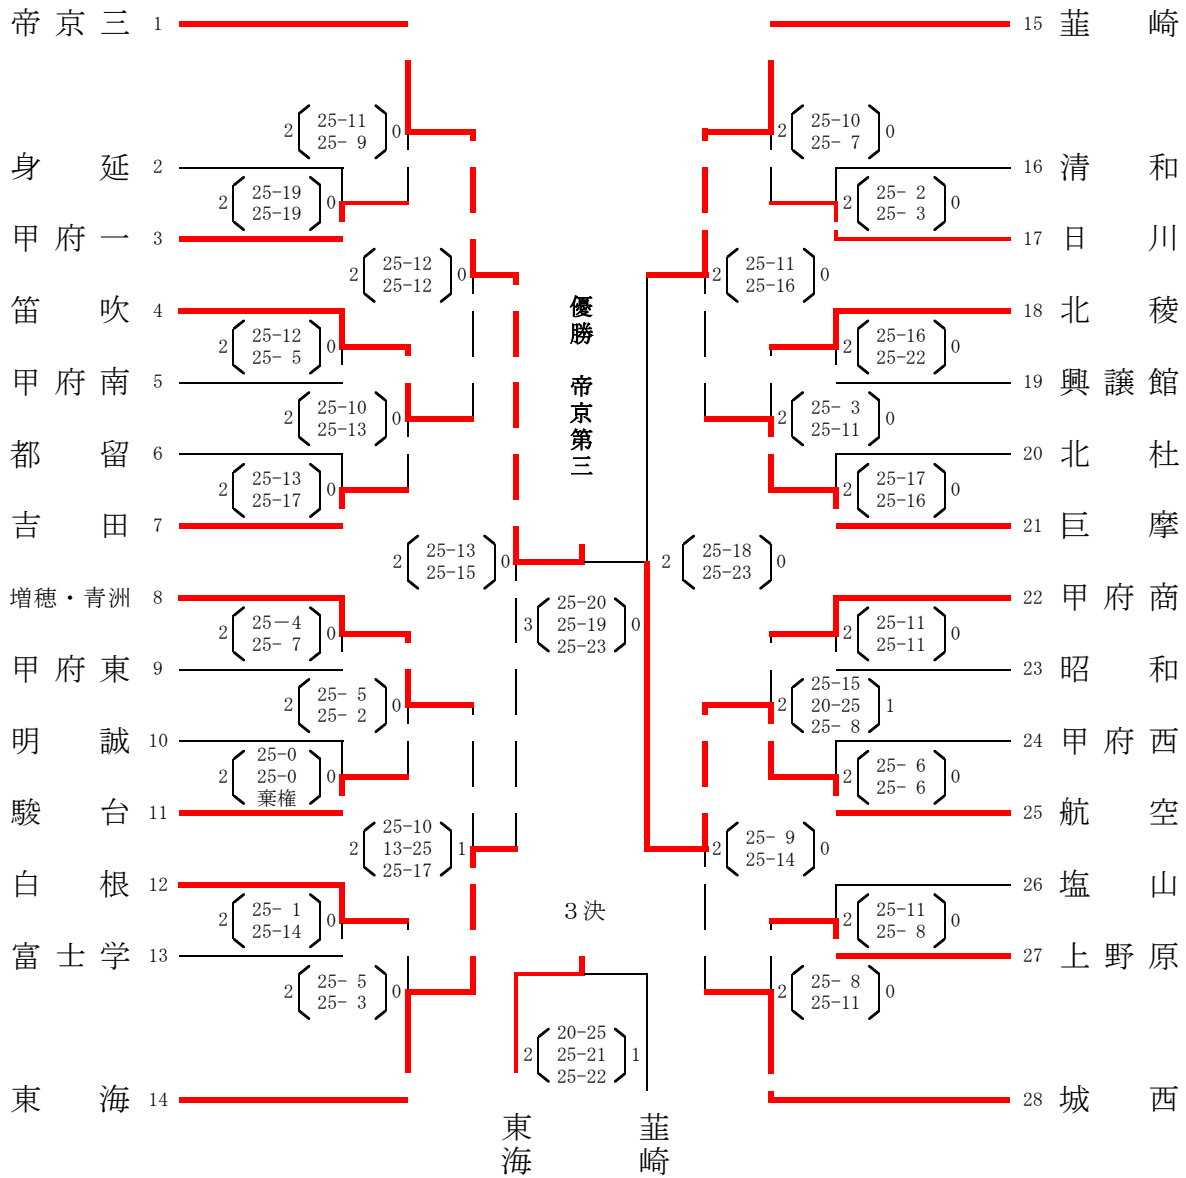 帝京三 1
身延 2
甲府一 3
笛吹 4
甲府南 5
都留 6
吉田 7
増穂・青洲 8
甲府東 9
明誠 10
駿台 11
白根 12
富士学 13
東海 14
2 25-11 0
25- 9
2 25-19 0
25-19
2 25-12 0
25-12
2 25-12 0
25- 5
2 25-10 0
25-13
2 25-13 0
25-17
2 25-13 0
25-15
2 25－4 0
25- 7
2 25- 5 0
25- 2
2 25-0 0
25-0
棄権
2 25-10 1
13-25
25-17
2 25- 1 0
25-14
2 25- 5 0
25- 3
優勝 帝京第三
3 25-20 0
25-19
25-23
３決
2 20-25 1
25-21
25-22
東海
韮崎
2 25-10 0
25- 7
2 25- 2 0
25- 3
2 25-11 0
25-16
2 25-16 0
25-22
2 25- 3 0
25-11
2 25-17 0
25-16
2 25-18 0
25-23
2 25-11 0
25-11
2 25-15 1
20-25
25- 8
2 25- 6 0
25- 6
2 25- 9 0
25-14
2 25-11 0
25- 8
2 25- 8 0
25-11
15 韮崎
16 清和
17 日川
18 北稜
19 興譲館
20 北杜
21 巨摩
22 甲府商
23 昭和
24 甲府西
25 航空
26 塩山
27 上野原
28 城西